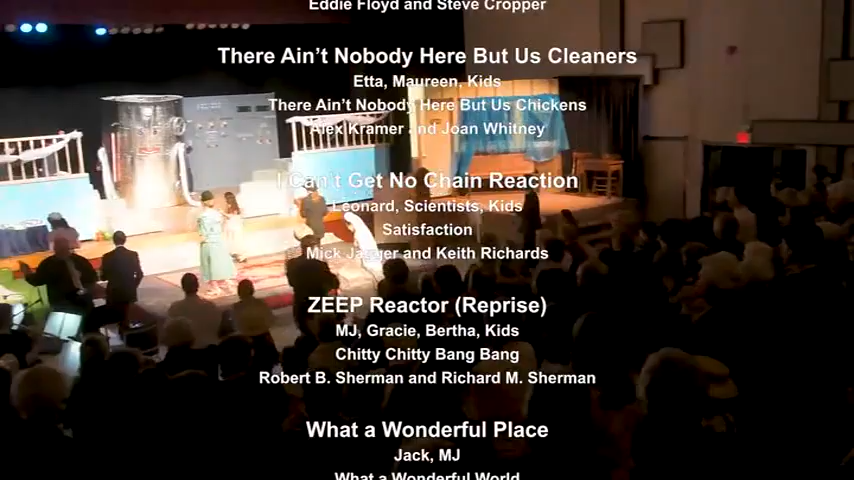 Eddie Floyd and Steve Cropper
There Ain't Nobody Here But Us Cleaners
Etta, Maureen, Kids
There Ain't Nobody Here But Us Chickens
Alex Kramer and Joan Whitney
I Can't Get No Chain Reaction
Leonard, Scientists, Kids
Satisfaction
Mick Jagger and Keith Richards
ZEEP Reactor (Reprise)
MJ, Gracie, Bertha, Kids
Chitty Chitty Bang Bang
Robert B. Sherman and Richard M. Sherman
What a Wonderful Place
Jack, MJ
What a Wonderful World